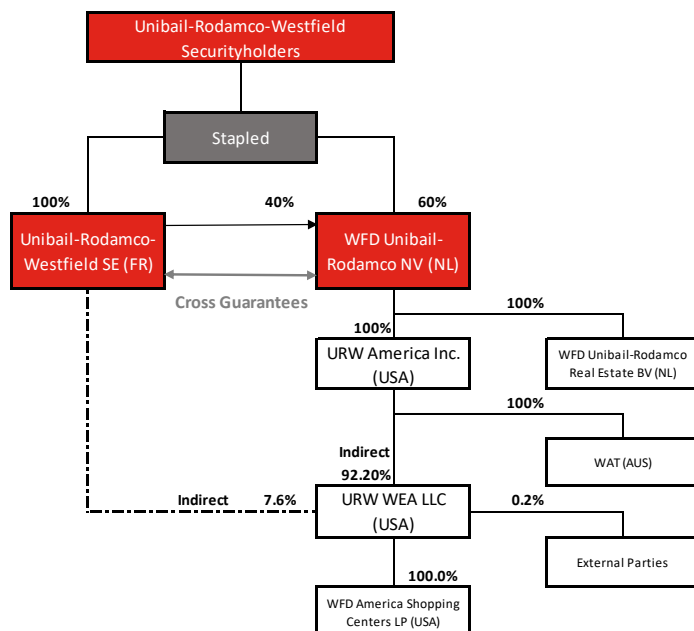 Unibail-Rodamco-Westfield
Securityholders
Stapled
100%
40%
60%
Unibail-Rodamco-
Westfield SE (FR)
WFD Unibail-
Rodamco NV (NL)
Cross Guarantees
100%
100%
URW America Inc.
(USA)
WFD Unibail-Rodamco
Real Estate BV (NL)
100%
Indirect
92.20%
WAT (AUS)
Indirect 7.6%
URW WEA LLC
(USA)
0.2%
External Parties
100.0%
WFD America Shopping
Centers LP (USA)